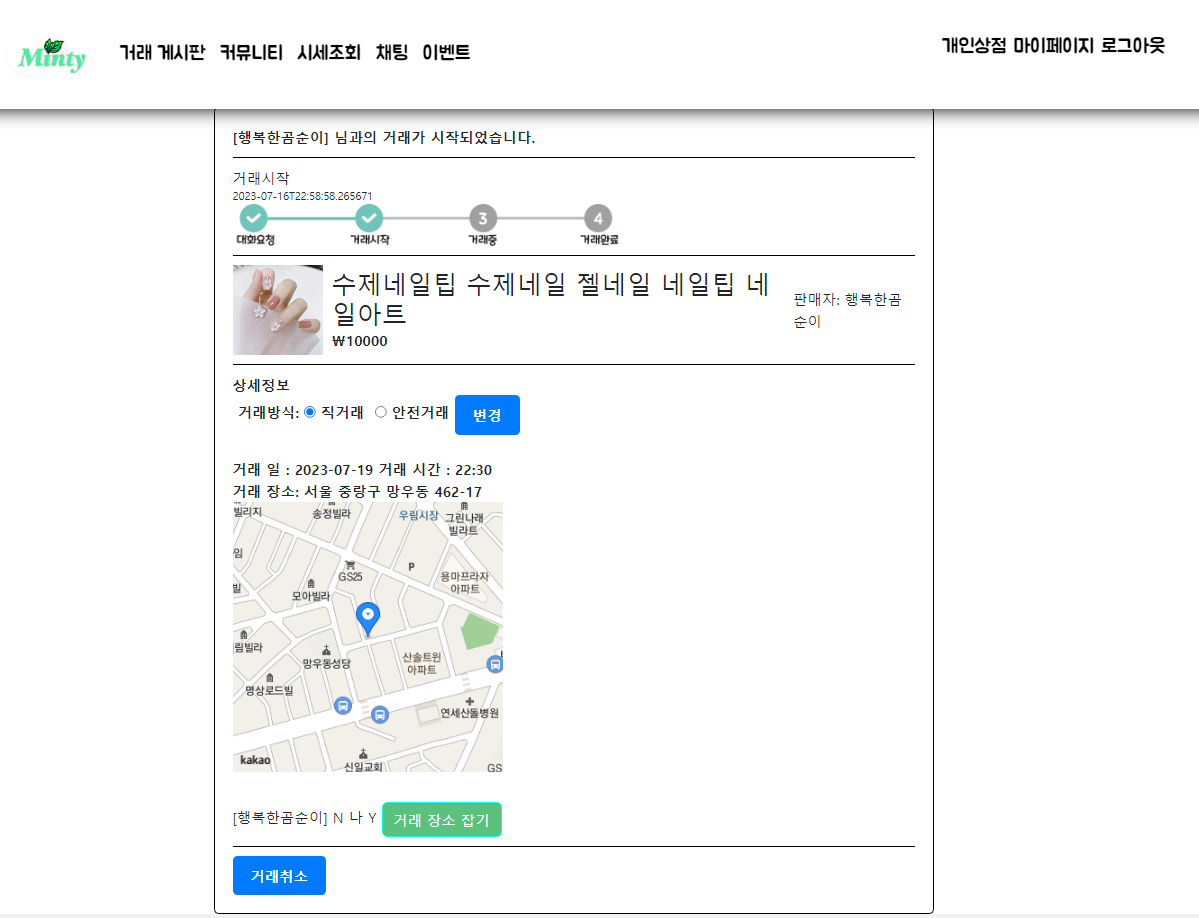 Minty
거래 게시판 커뮤니티 시세조회 채팅 이벤트
개인상점 마이페이지 로그아웃
[행복한곰순이] 님과의 거래가 시작되었습니다.
거래시작
2023-07-16T22:58:58.265671
3 4
대화요청 거래시작 거래중 거래완료
수제네일팁 수제네일 젤네일 네일팁 네
일아트
₩10000
판매자: 행복한곰
순이
상세정보
거래방식: 직거래 안전거래 변경
거래 일 : 2023-07-19 거래 시간 : 22:30
거래 장소: 서울 중랑구 망우동 462-17
빌리지 송정빌라 우림시장 그린나래
빌라트
임
GS25
P
용마프라자
아파트
빌
모아빌라
림빌라
망우동성당
산솔트윈
아파트
명상로드빌
연세산돌병원
kakao
신일교회
GS
[행복한곰순이] N 나 Y 거래 장소 잡기
거래취소